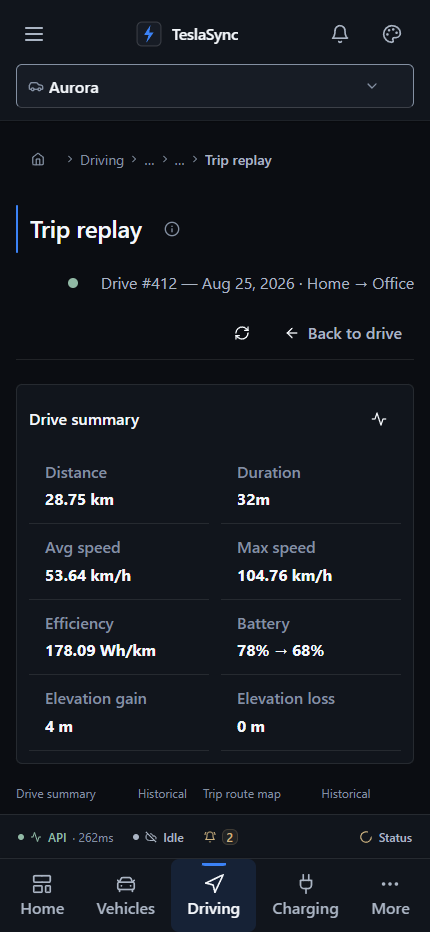 TeslaSync
Aurora
Driving ... ... Trip replay
Trip replay
Drive #412 — Aug 25, 2026 · Home → Office
Back to drive
Drive summary
Distance Duration
28.75 km 32m
Avg speed Max speed
53.64 km/h 104.76 km/h
Efficiency Battery
178.09 Wh/km 78% → 68%
Elevation gain Elevation loss
4 m 0 m
Drive summary Historical Trip route map Historical
API · 262ms Idle 2 Status
Home Vehicles Driving Charging More